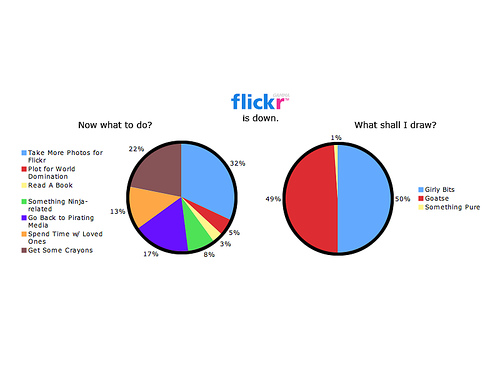 flickr
is down.
Now what to do?
Take More Photos for
Flickr
Plot for World
Domination
Read A Book
Something Ninja-
related
Go Back to Pirating
Media
Spend Time w/ Loved
Ones
Get Some Crayons
22%
32%
5%
3%
8%
17%
13%
What shall I draw?
1%
49%
50%
Girly Bits
Goatse
Something Pure